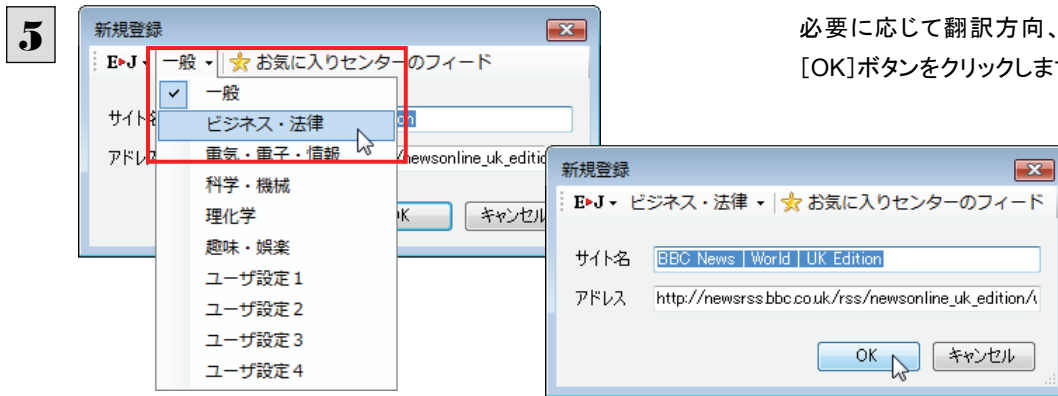 5
必要に応じて翻訳方向、
[OK]ボタンをクリックします
新規登録
E▶J 一般 お気に入りセンターのフィード
✓ 一般
サイト名
ビジネス・法律
アドレス
電気・電子・情報
/newsonline_uk_editio
科学・機械
理化学
キャンセル
趣味・娯楽
ユーザ設定1
ユーザ設定2
ユーザ設定3
ユーザ設定4
新規登録
E▶J ビジネス・法律 お気に入りセンターのフィード
サイト名 BBC News | World | UK Edition
アドレス http://newsrss.bbc.co.uk/rss/newsonline_uk_edition/
OK キャンセル